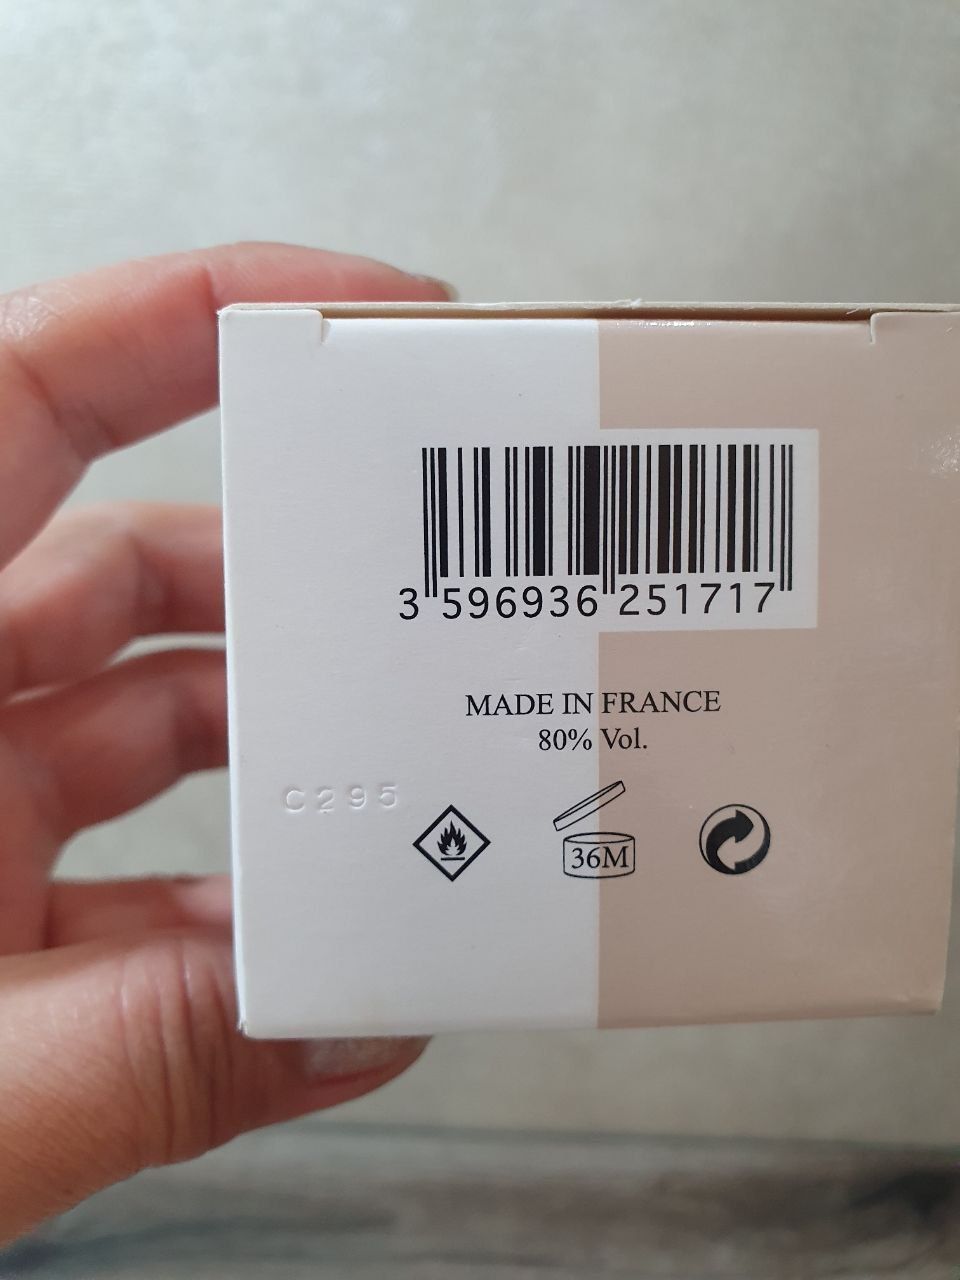 3 596936 251717
MADE IN FRANCE
80% Vol.
C295
36M